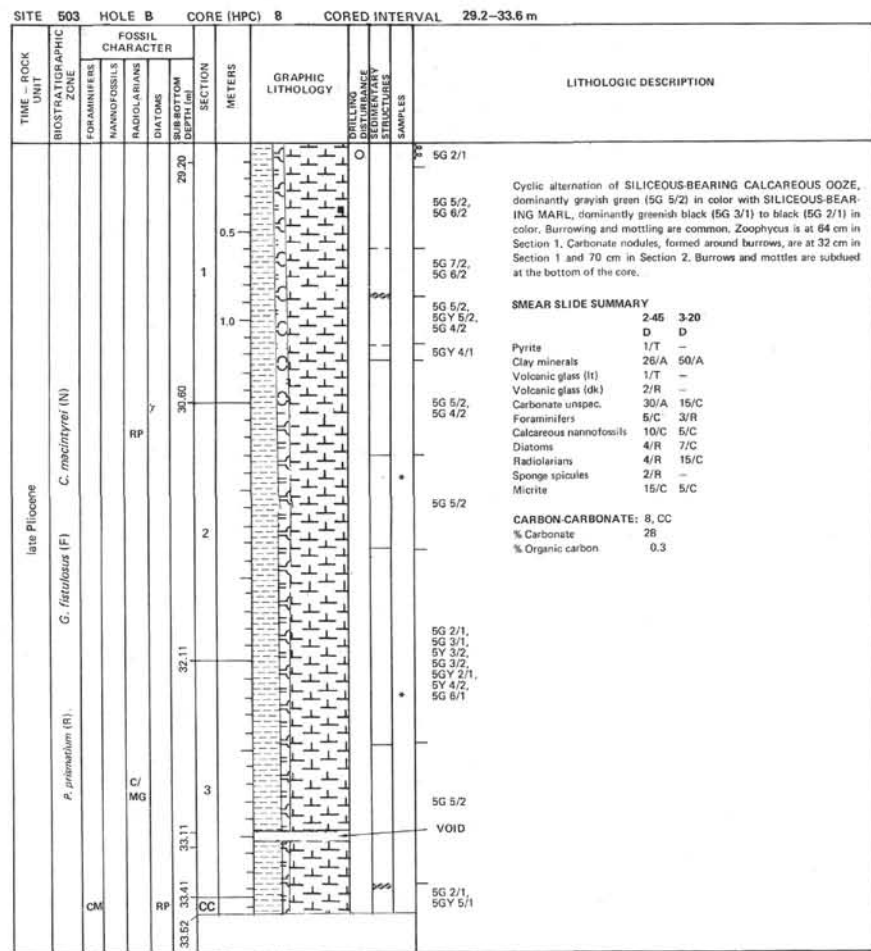 SITE 503 HOLE B CORE (HPC) 8 CORED INTERVAL 29.2–33.6 m
TIME – ROCK UNIT
BIOSTRATIGRAPHIC ZONE
FOSSIL CHARACTER
FORAMINIFERS
NANNOFOSSILS
RADIOLARIANS
DIATOMS
SUB-BOTTOM DEPTH (m)
SECTION
METERS
GRAPHIC LITHOLOGY
DRILLING DISTURBANCE
SEDIMENTARY STRUCTURES
SAMPLES
LITHOLOGIC DESCRIPTION
late Pliocene
C. macintyrei (N)
G. fistulosus (F)
P. prismatium (R).
RP
C/
MG
CM
RP
29.20
30.60
32.11
33.11
33.41
33.52
1
2
3
CC
0.5
1.0
5G 2/1
5G 5/2,
5G 6/2
5G 7/2,
5G 6/2
5G 5/2,
5GY 5/2,
5G 4/2
5GY 4/1
5G 5/2,
5G 4/2
5G 5/2
5G 2/1,
5G 3/1,
5Y 3/2,
5G 3/2,
5GY 2/1,
5Y 4/2,
5G 6/1
5G 5/2
VOID
5G 2/1,
5GY 5/1
Cyclic alternation of SILICEOUS-BEARING CALCAREOUS OOZE,
dominantly grayish green (5G 5/2) in color with SILICEOUS-BEAR-
ING MARL, dominantly greenish black (5G 3/1) to black (5G 2/1) in
color. Burrowing and mottling are common. Zoophycus is at 64 cm in
Section 1. Carbonate nodules, formed around burrows, are at 32 cm in
Section 1 and 70 cm in Section 2. Burrows and mottles are subdued
at the bottom of the core.
SMEAR SLIDE SUMMARY
2-45 3-20
D D
Pyrite 1/T –
Clay minerals 26/A 50/A
Volcanic glass (lt) 1/T –
Volcanic glass (dk) 2/R –
Carbonate unspec. 30/A 15/C
Foraminifers 5/C 3/R
Calcareous nannofossils 10/C 5/C
Diatoms 4/R 7/C
Radiolarians 4/R 15/C
Sponge spicules 2/R –
Micrite 15/C 5/C
CARBON-CARBONATE: 8, CC
% Carbonate 28
% Organic carbon 0.3